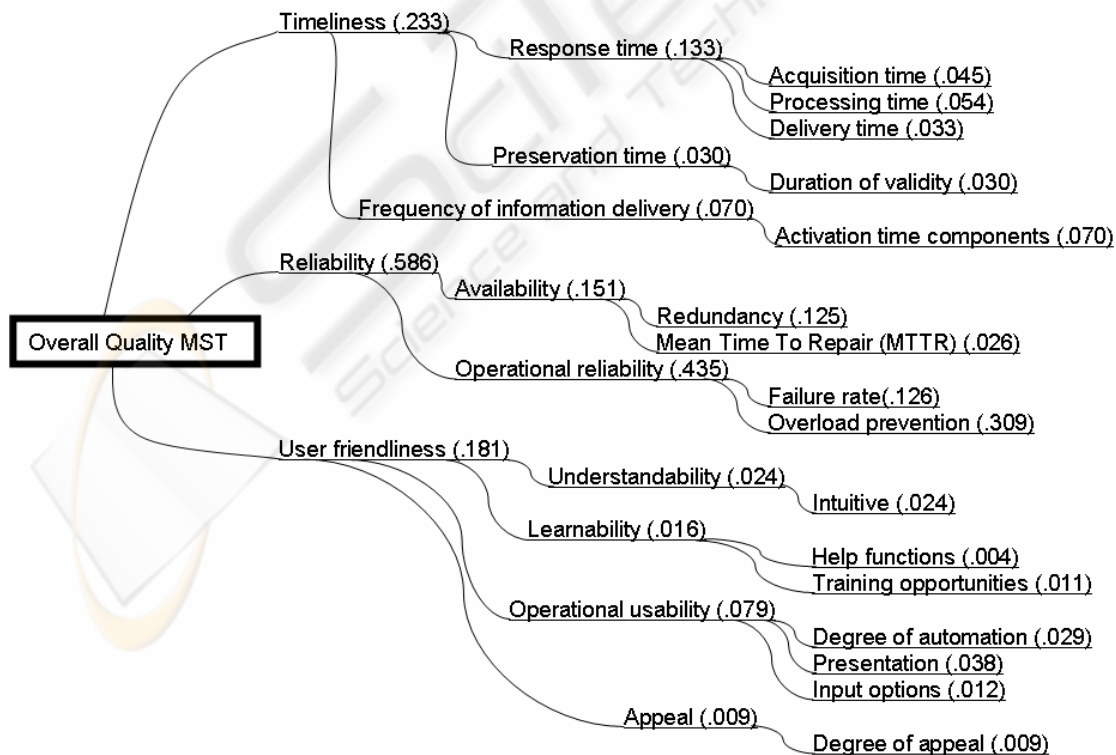 Timeliness (.233)
Response time (.133)
Acquisition time (.045)
Processing time (.054)
Delivery time (.033)
Preservation time (.030)
Duration of validity (.030)
Frequency of information delivery (.070)
Activation time components (.070)
Reliability (.586)
Availability (.151)
Redundancy (.125)
Mean Time To Repair (MTTR) (.026)
Overall Quality MST
Operational reliability (.435)
Failure rate(.126)
Overload prevention (.309)
User friendliness (.181)
Understandability (.024)
Intuitive (.024)
Learnability (.016)
Help functions (.004)
Training opportunities (.011)
Operational usability (.079)
Degree of automation (.029)
Presentation (.038)
Input options (.012)
Appeal (.009)
Degree of appeal (.009)